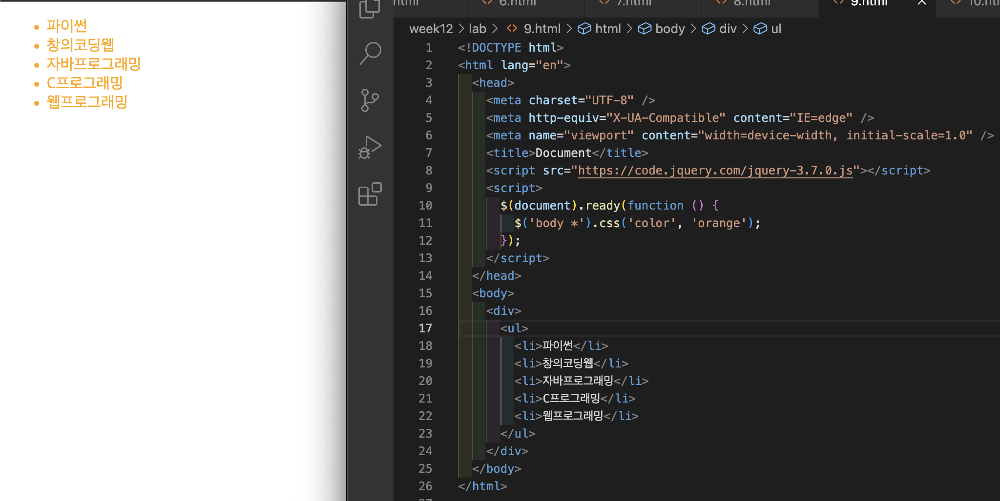 파이썬
창의코딩웹
자바프로그래밍
C프로그래밍
웹프로그래밍
html
6.html
7.html
8.html
9.html
10.html
week12 > lab > 9.html > html > body > div > ul
1 <!DOCTYPE html>
2 <html lang="en">
3 <head>
4 <meta charset="UTF-8" />
5 <meta http-equiv="X-UA-Compatible" content="IE=edge" />
6 <meta name="viewport" content="width=device-width, initial-scale=1.0" />
7 <title>Document</title>
8 <script src="https://code.jquery.com/jquery-3.7.0.js"></script>
9 <script>
10 $(document).ready(function () {
11 $('body *').css('color', 'orange');
12 });
13 </script>
14 </head>
15 <body>
16 <div>
17 <ul>
18 <li>파이썬</li>
19 <li>창의코딩웹</li>
20 <li>자바프로그래밍</li>
21 <li>C프로그래밍</li>
22 <li>웹프로그래밍</li>
23 </ul>
24 </div>
25 </body>
26 </html>